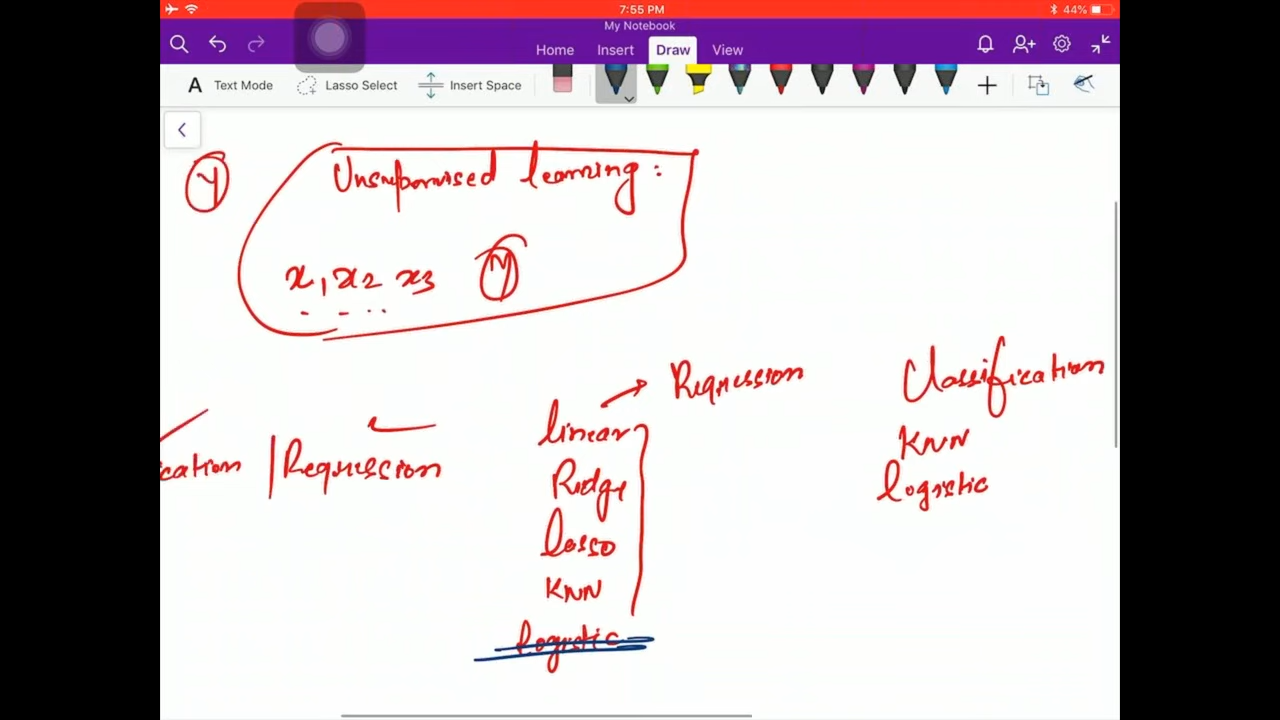 7:55 PM
44%
My Notebook
Home Insert Draw View
A Text Mode Lasso Select Insert Space
Y Unsupervised learning:
x1 x2 x3 Y
Regression
Classification
linear
KNN
ication | Regression
Ridge
logistic
lasso
KNN
logistic